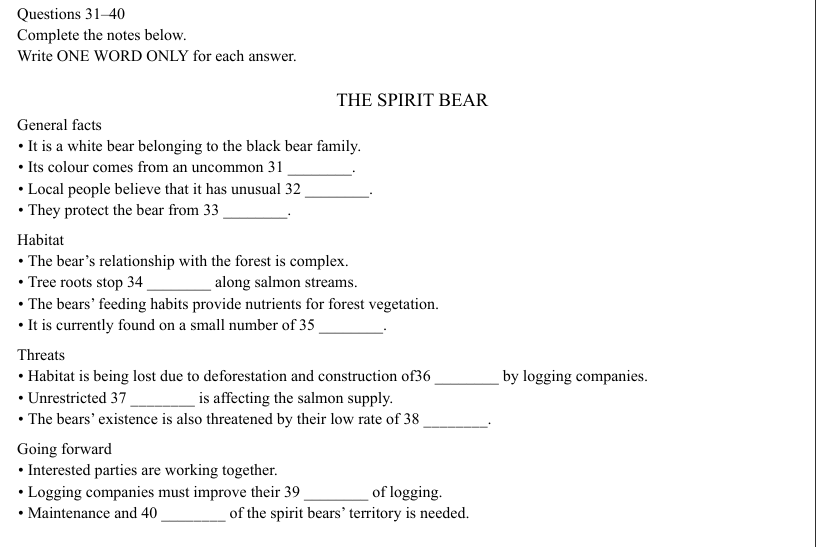 Questions 31–40
Complete the notes below.
Write ONE WORD ONLY for each answer.
THE SPIRIT BEAR
General facts
• It is a white bear belonging to the black bear family.
• Its colour comes from an uncommon 31 ________.
• Local people believe that it has unusual 32 ________.
• They protect the bear from 33 ________.
Habitat
• The bear’s relationship with the forest is complex.
• Tree roots stop 34 ________ along salmon streams.
• The bears’ feeding habits provide nutrients for forest vegetation.
• It is currently found on a small number of 35 ________.
Threats
• Habitat is being lost due to deforestation and construction of36 ________ by logging companies.
• Unrestricted 37 ________ is affecting the salmon supply.
• The bears’ existence is also threatened by their low rate of 38 ________.
Going forward
• Interested parties are working together.
• Logging companies must improve their 39 ________ of logging.
• Maintenance and 40 ________ of the spirit bears’ territory is needed.